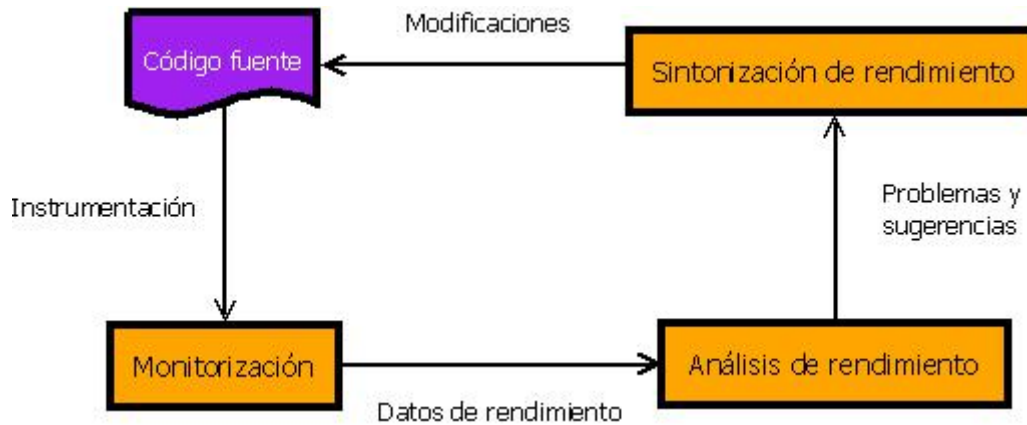 Modificaciones
Código fuente
Sintonización de rendimiento
Instrumentación
Problemas y
sugerencias
Monitorización
Análisis de rendimiento
Datos de rendimiento